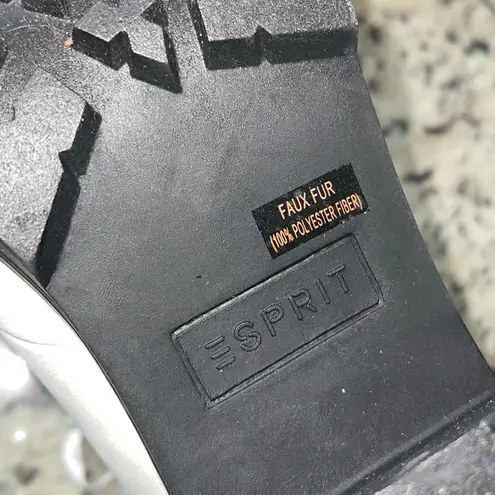 FAUX FUR
(100% POLYESTER FIBER)
ESPRIT